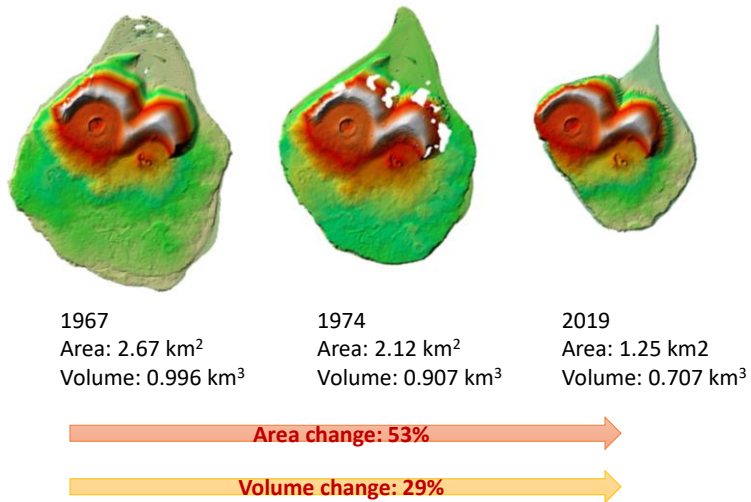 1967
Area: 2.67 km²
Volume: 0.996 km³
1974
Area: 2.12 km²
Volume: 0.907 km³
2019
Area: 1.25 km2
Volume: 0.707 km³
Area change: 53%
Volume change: 29%